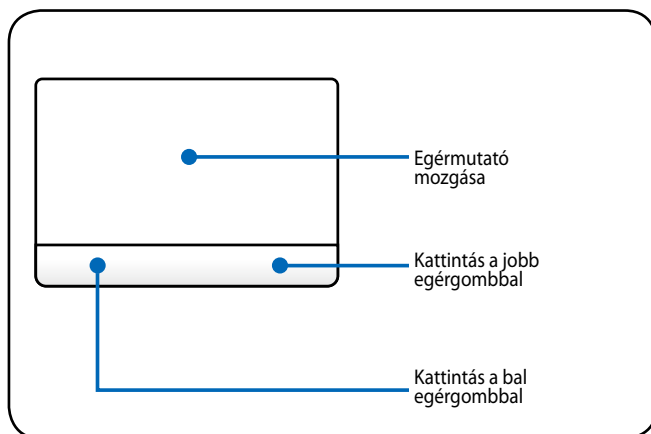 Egérmutató
mozgása
Kattintás a jobb
egérgombbal
Kattintás a bal
egérgombbal